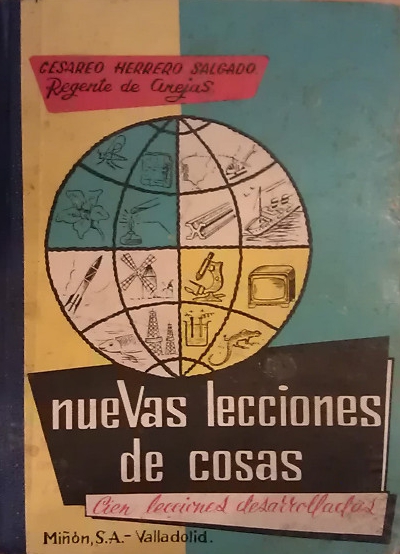 CESAREO HERRERO SALGADO
Regente de Anejas
nueVas lecciones
de cosas
Cien lecciones desarrolladas
Miñón, S.A.- Valladolid.